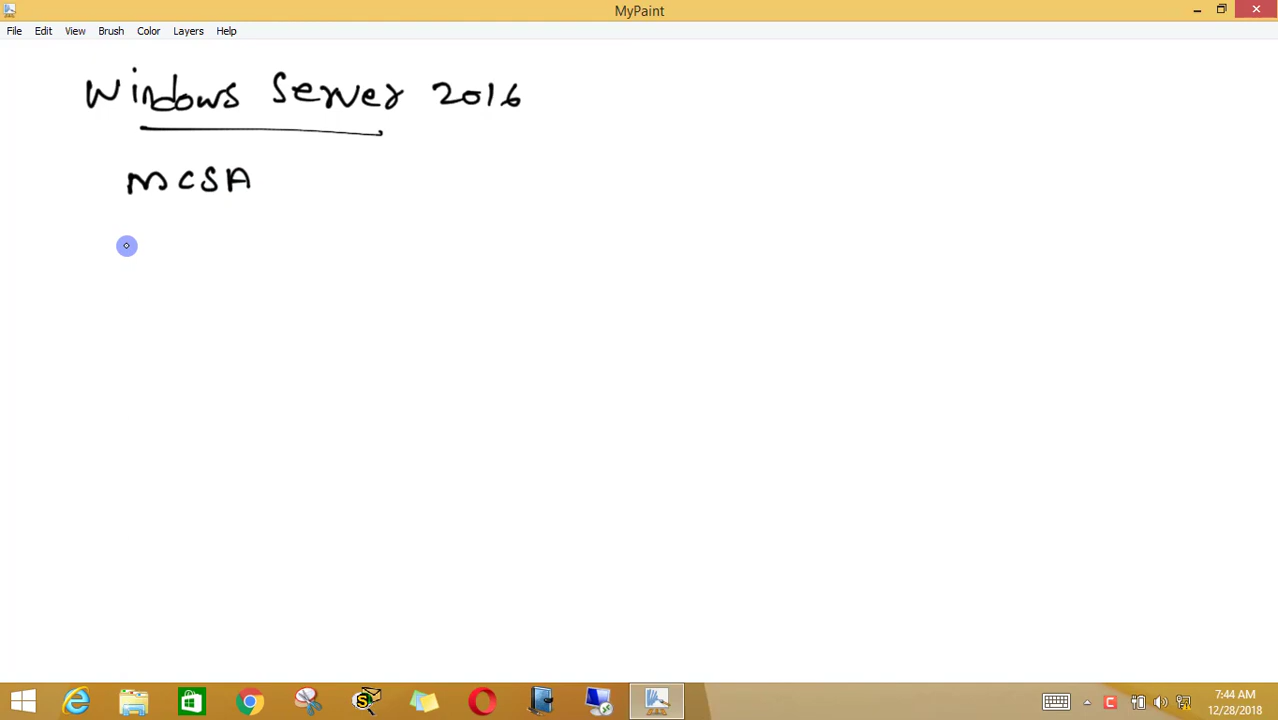 MyPaint
File Edit View Brush Color Layers Help
Windows Server 2016
MCSA
7:44 AM
12/28/2018